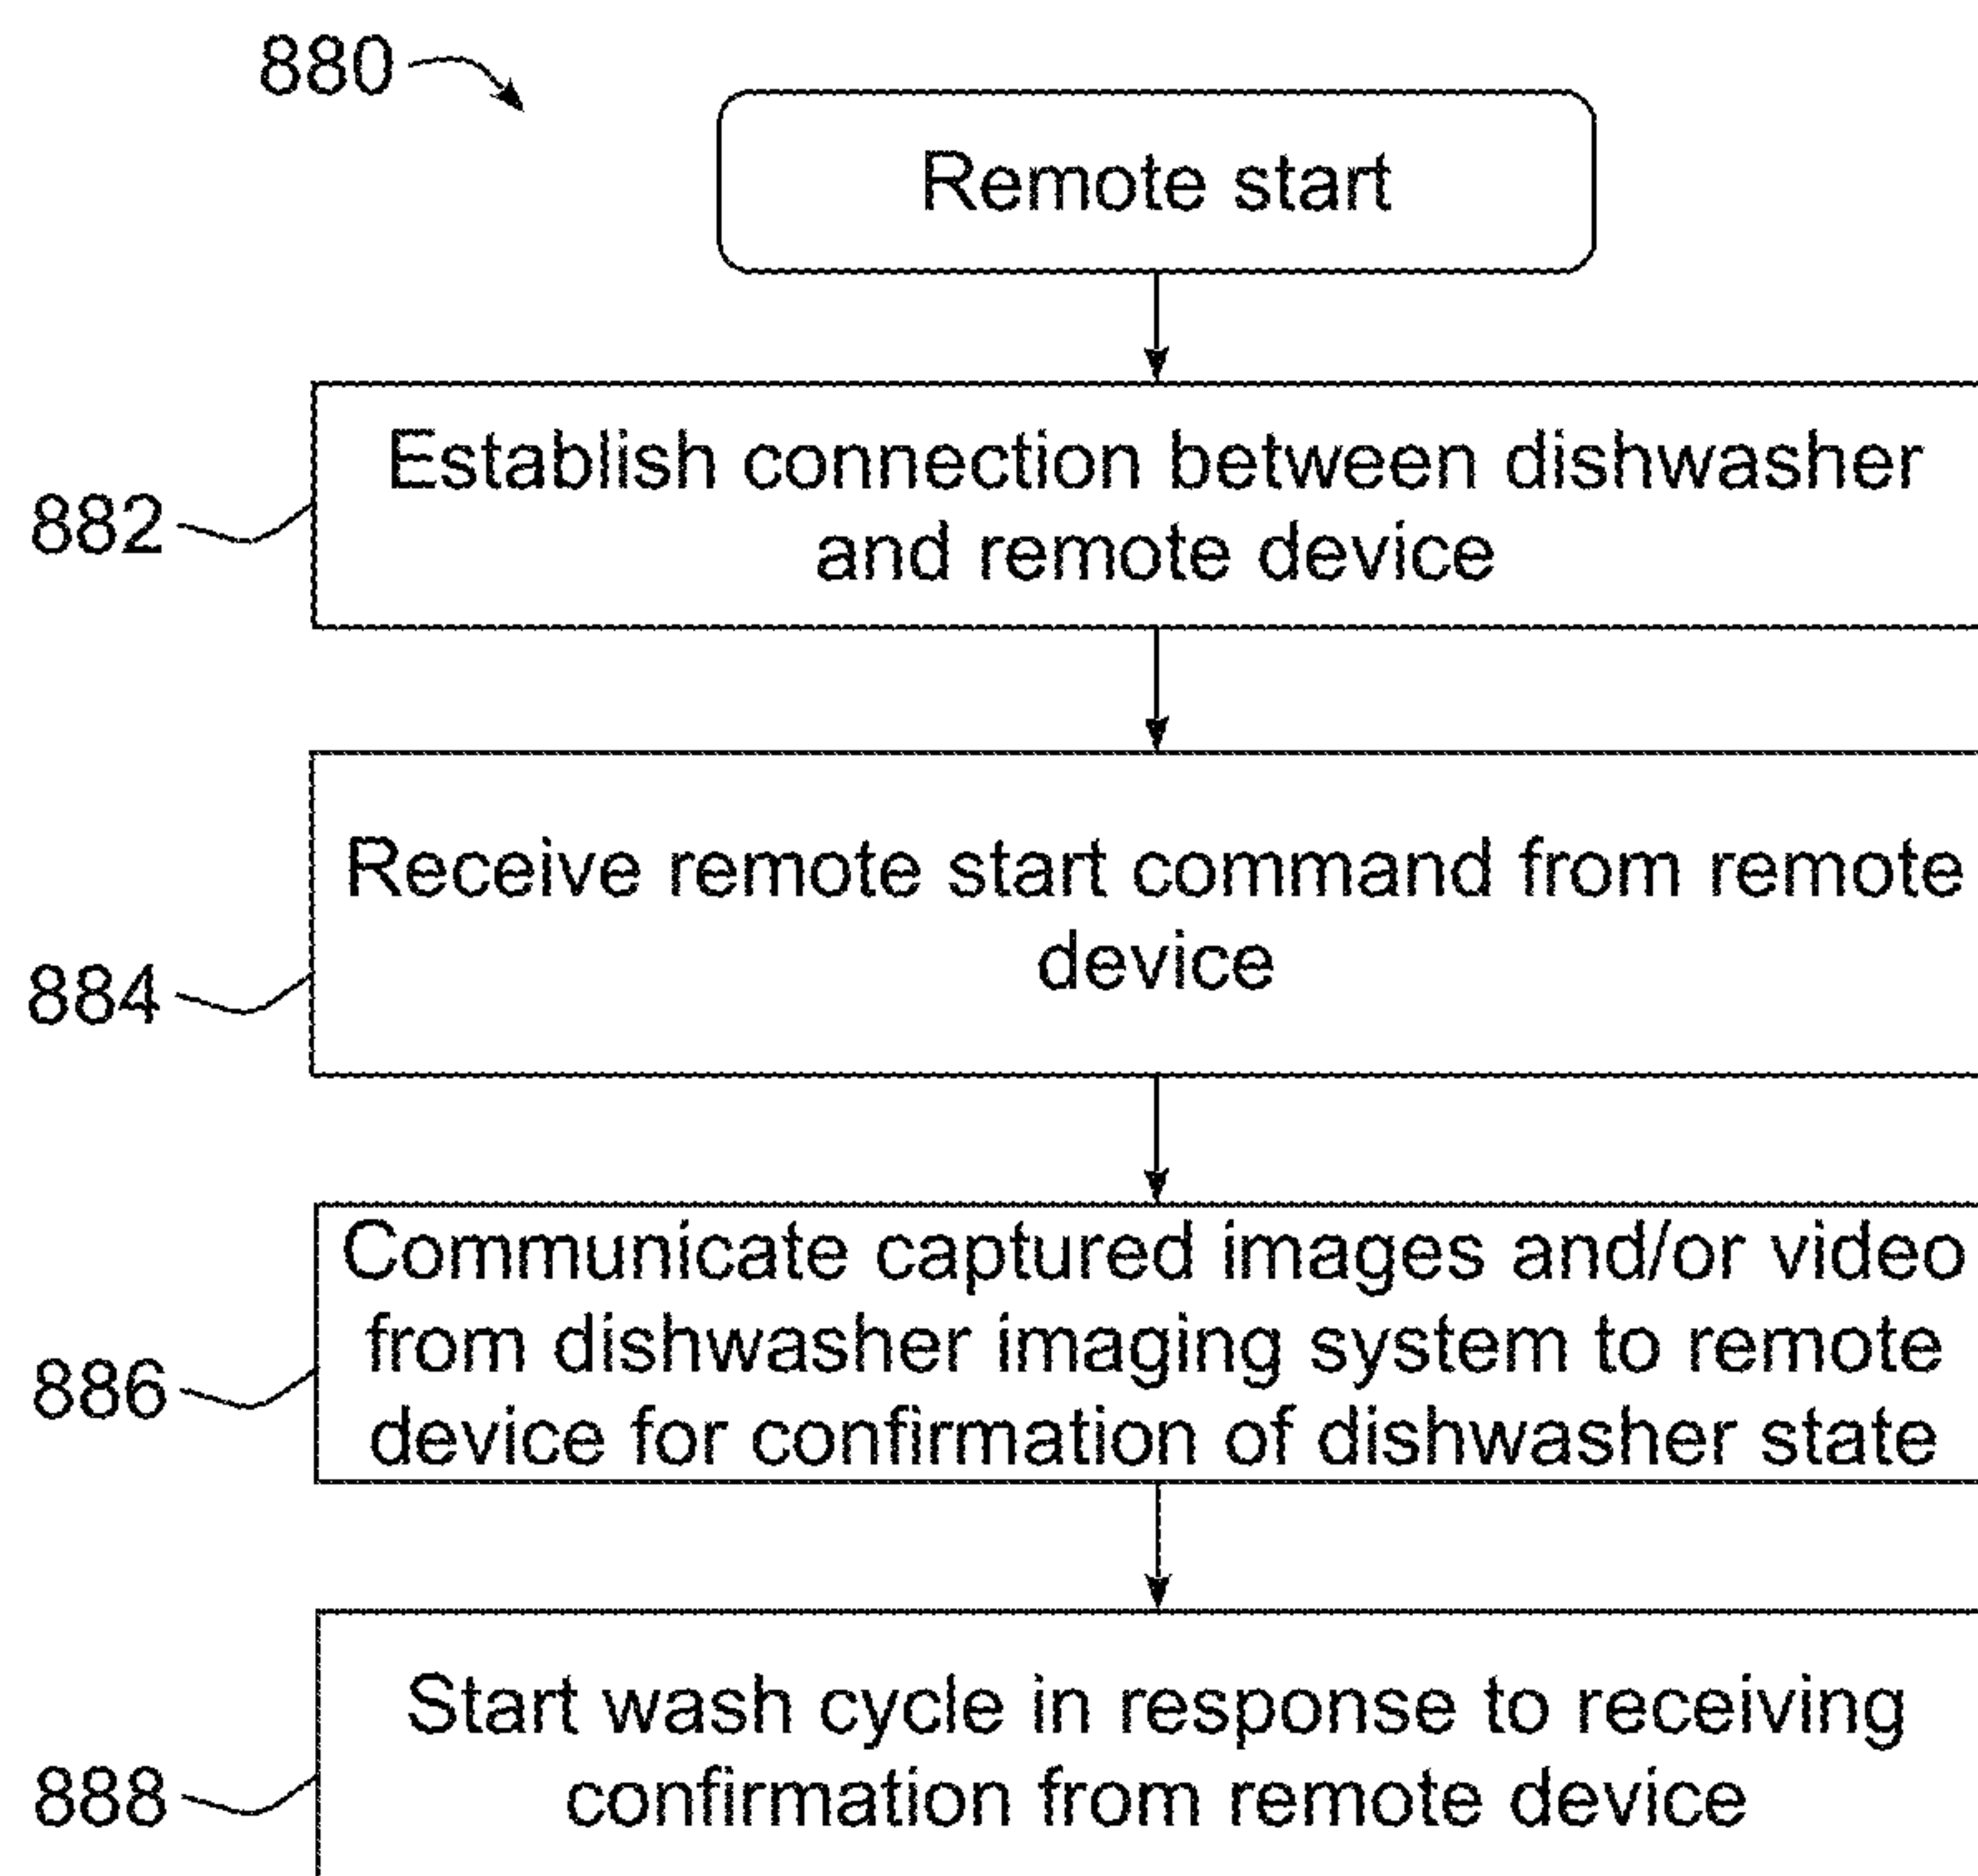 880
Remote start
Establish connection between dishwasher
and remote device
882
Receive remote start command from remote
device
884
Communicate captured images and/or video
from dishwasher imaging system to remote
device for confirmation of dishwasher state
886
Start wash cycle in response to receiving
confirmation from remote device
888